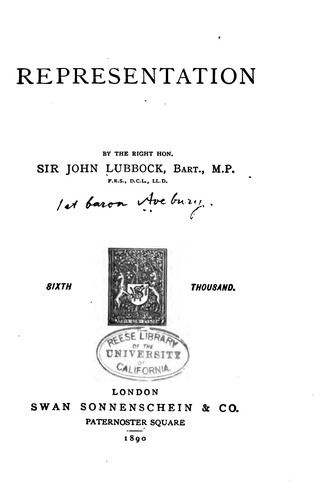 REPRESENTATION
BY THE RIGHT HON.
SIR JOHN LUBBOCK, BART., M.P.
F.R.S., D.C.L., LL.D.
1st baron Avebury.
SIXTH THOUSAND.
REESE LIBRARY
OF THE
UNIVERSITY
OF
CALIFORNIA.
LONDON
SWAN SONNENSCHEIN & CO.
PATERNOSTER SQUARE
1890